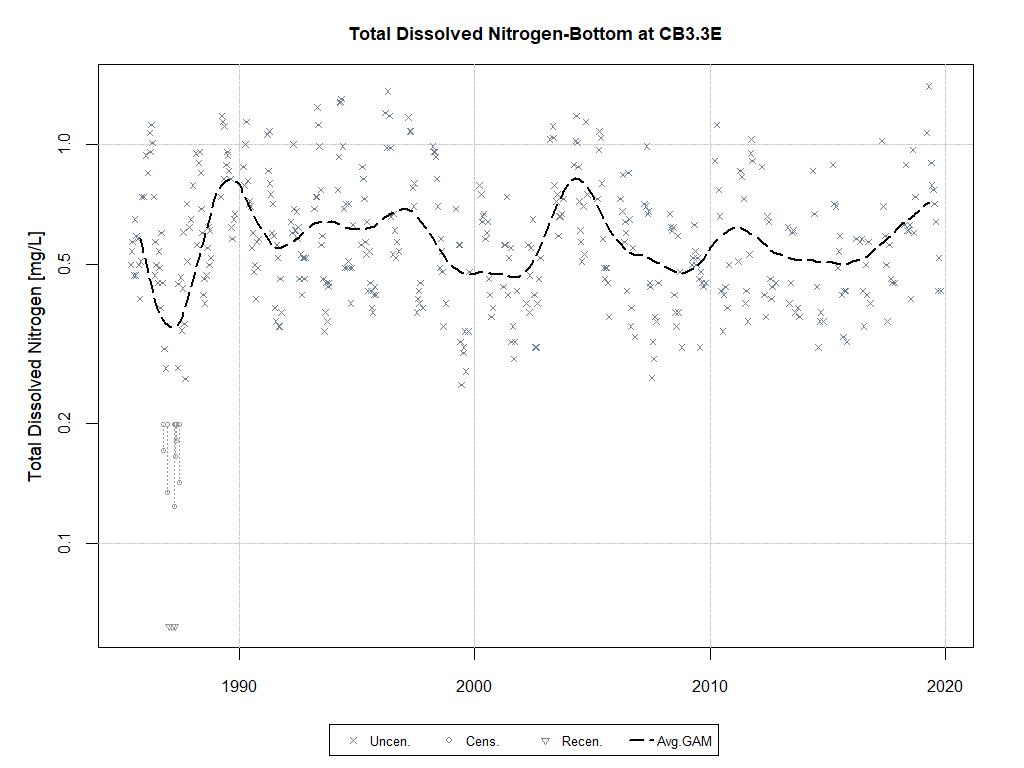 Total Dissolved Nitrogen-Bottom at CB3.3E
Total Dissolved Nitrogen [mg/L]
1.0
0.5
0.2
0.1
1990 2000 2010 2020
Uncen. Cens. Recen. Avg.GAM